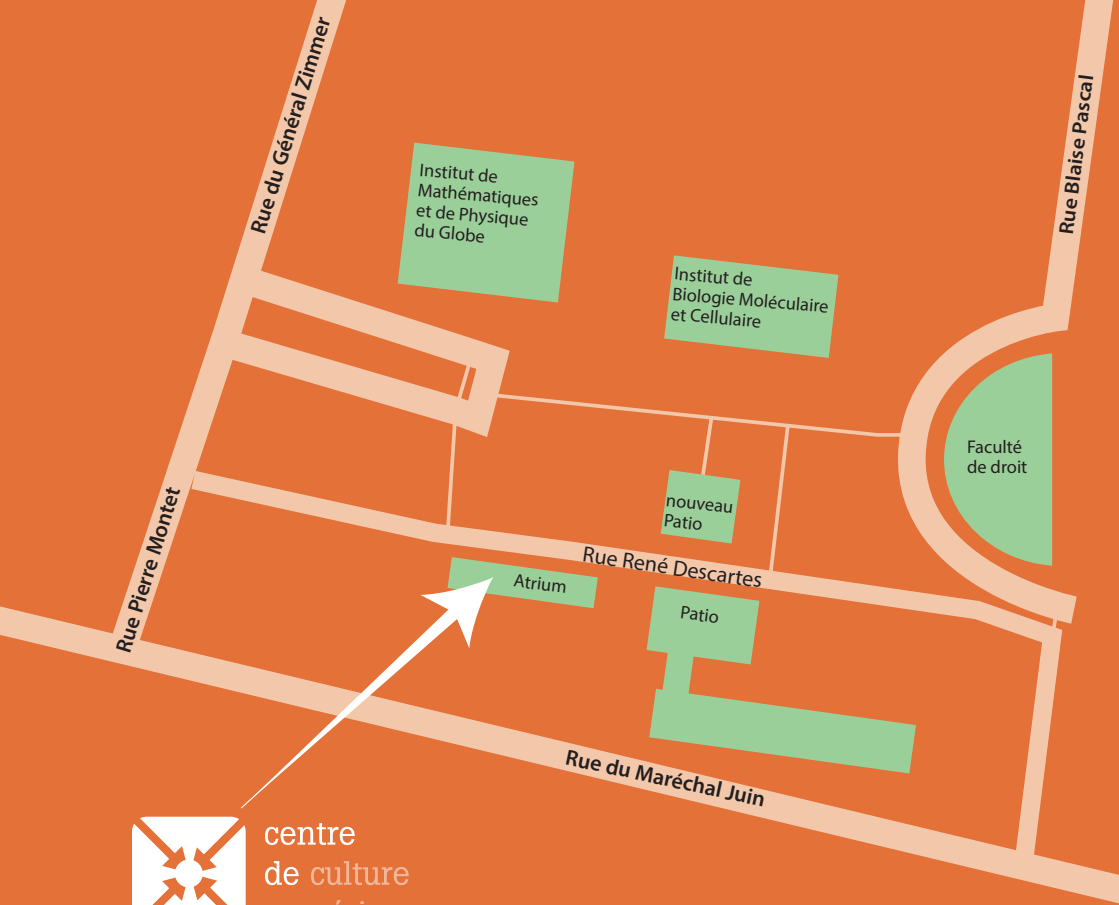 Rue du Général Zimmer
Rue Blaise Pascal
Institut de
Mathématiques
et de Physique
du Globe
Institut de
Biologie Moléculaire
et Cellulaire
Faculté
de droit
nouveau
Patio
Rue Pierre Montet
Rue René Descartes
Atrium
Patio
Rue du Maréchal Juin
centre
de culture